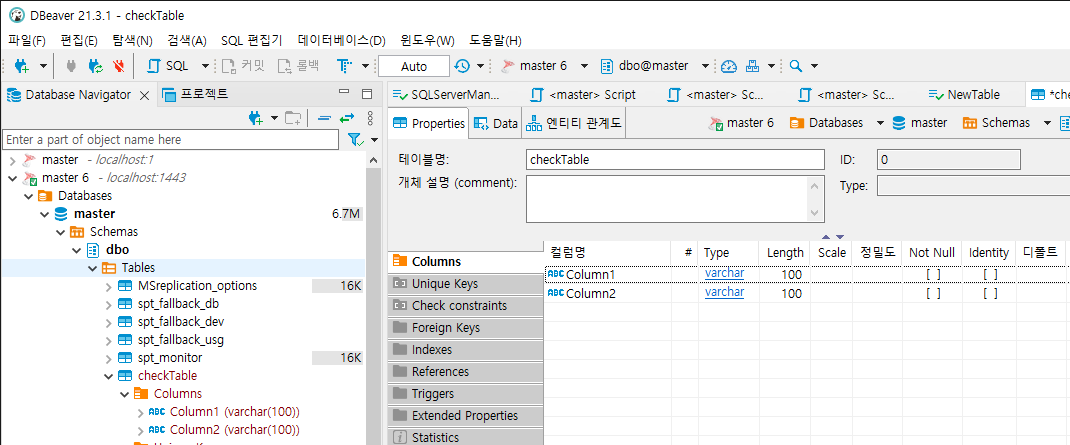 DBeaver 21.3.1 - checkTable
파일(F) 편집(E) 탐색(N) 검색(A) SQL 편집기 데이터베이스(D) 윈도우(W) 도움말(H)
SQL 커밋 롤백 Auto master 6 dbo@master
Database Navigator 프로젝트
SQLServerMan... <master> Script <master> Sc... <master> Sc... NewTable *che
Properties Data 엔티티 관계도 master 6 Databases master Schemas
Enter a part of object name here
master - localhost:1
master 6 - localhost:1443
Databases
master 6.7M
Schemas
dbo
Tables
MSreplication_options 16K
spt_fallback_db
spt_fallback_dev
spt_fallback_usg
spt_monitor 16K
checkTable
Columns
Column1 (varchar(100))
Column2 (varchar(100))
테이블명: checkTable ID: 0
개체 설명 (comment): Type:
Columns
Unique Keys
Check constraints
Foreign Keys
Indexes
References
Triggers
Extended Properties
Statistics
컬럼명 # Type Length Scale 정밀도 Not Null Identity 디폴트
ABC Column1 varchar 100 [ ] [ ]
ABC Column2 varchar 100 [ ] [ ]